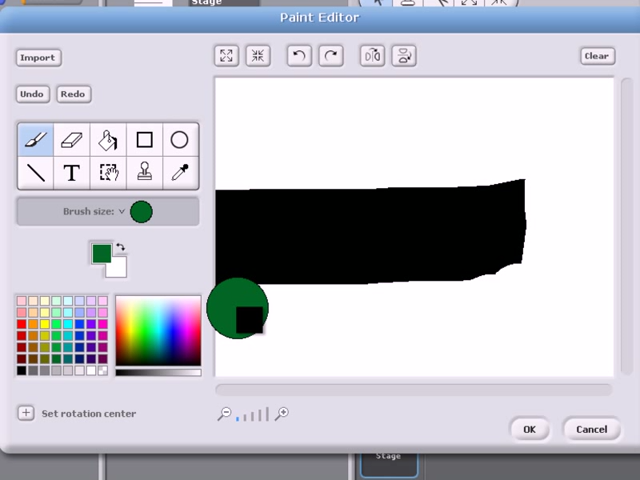 Stage
Paint Editor
Import
Clear
Undo
Redo
T
Brush size:
Set rotation center
OK
Cancel
Stage